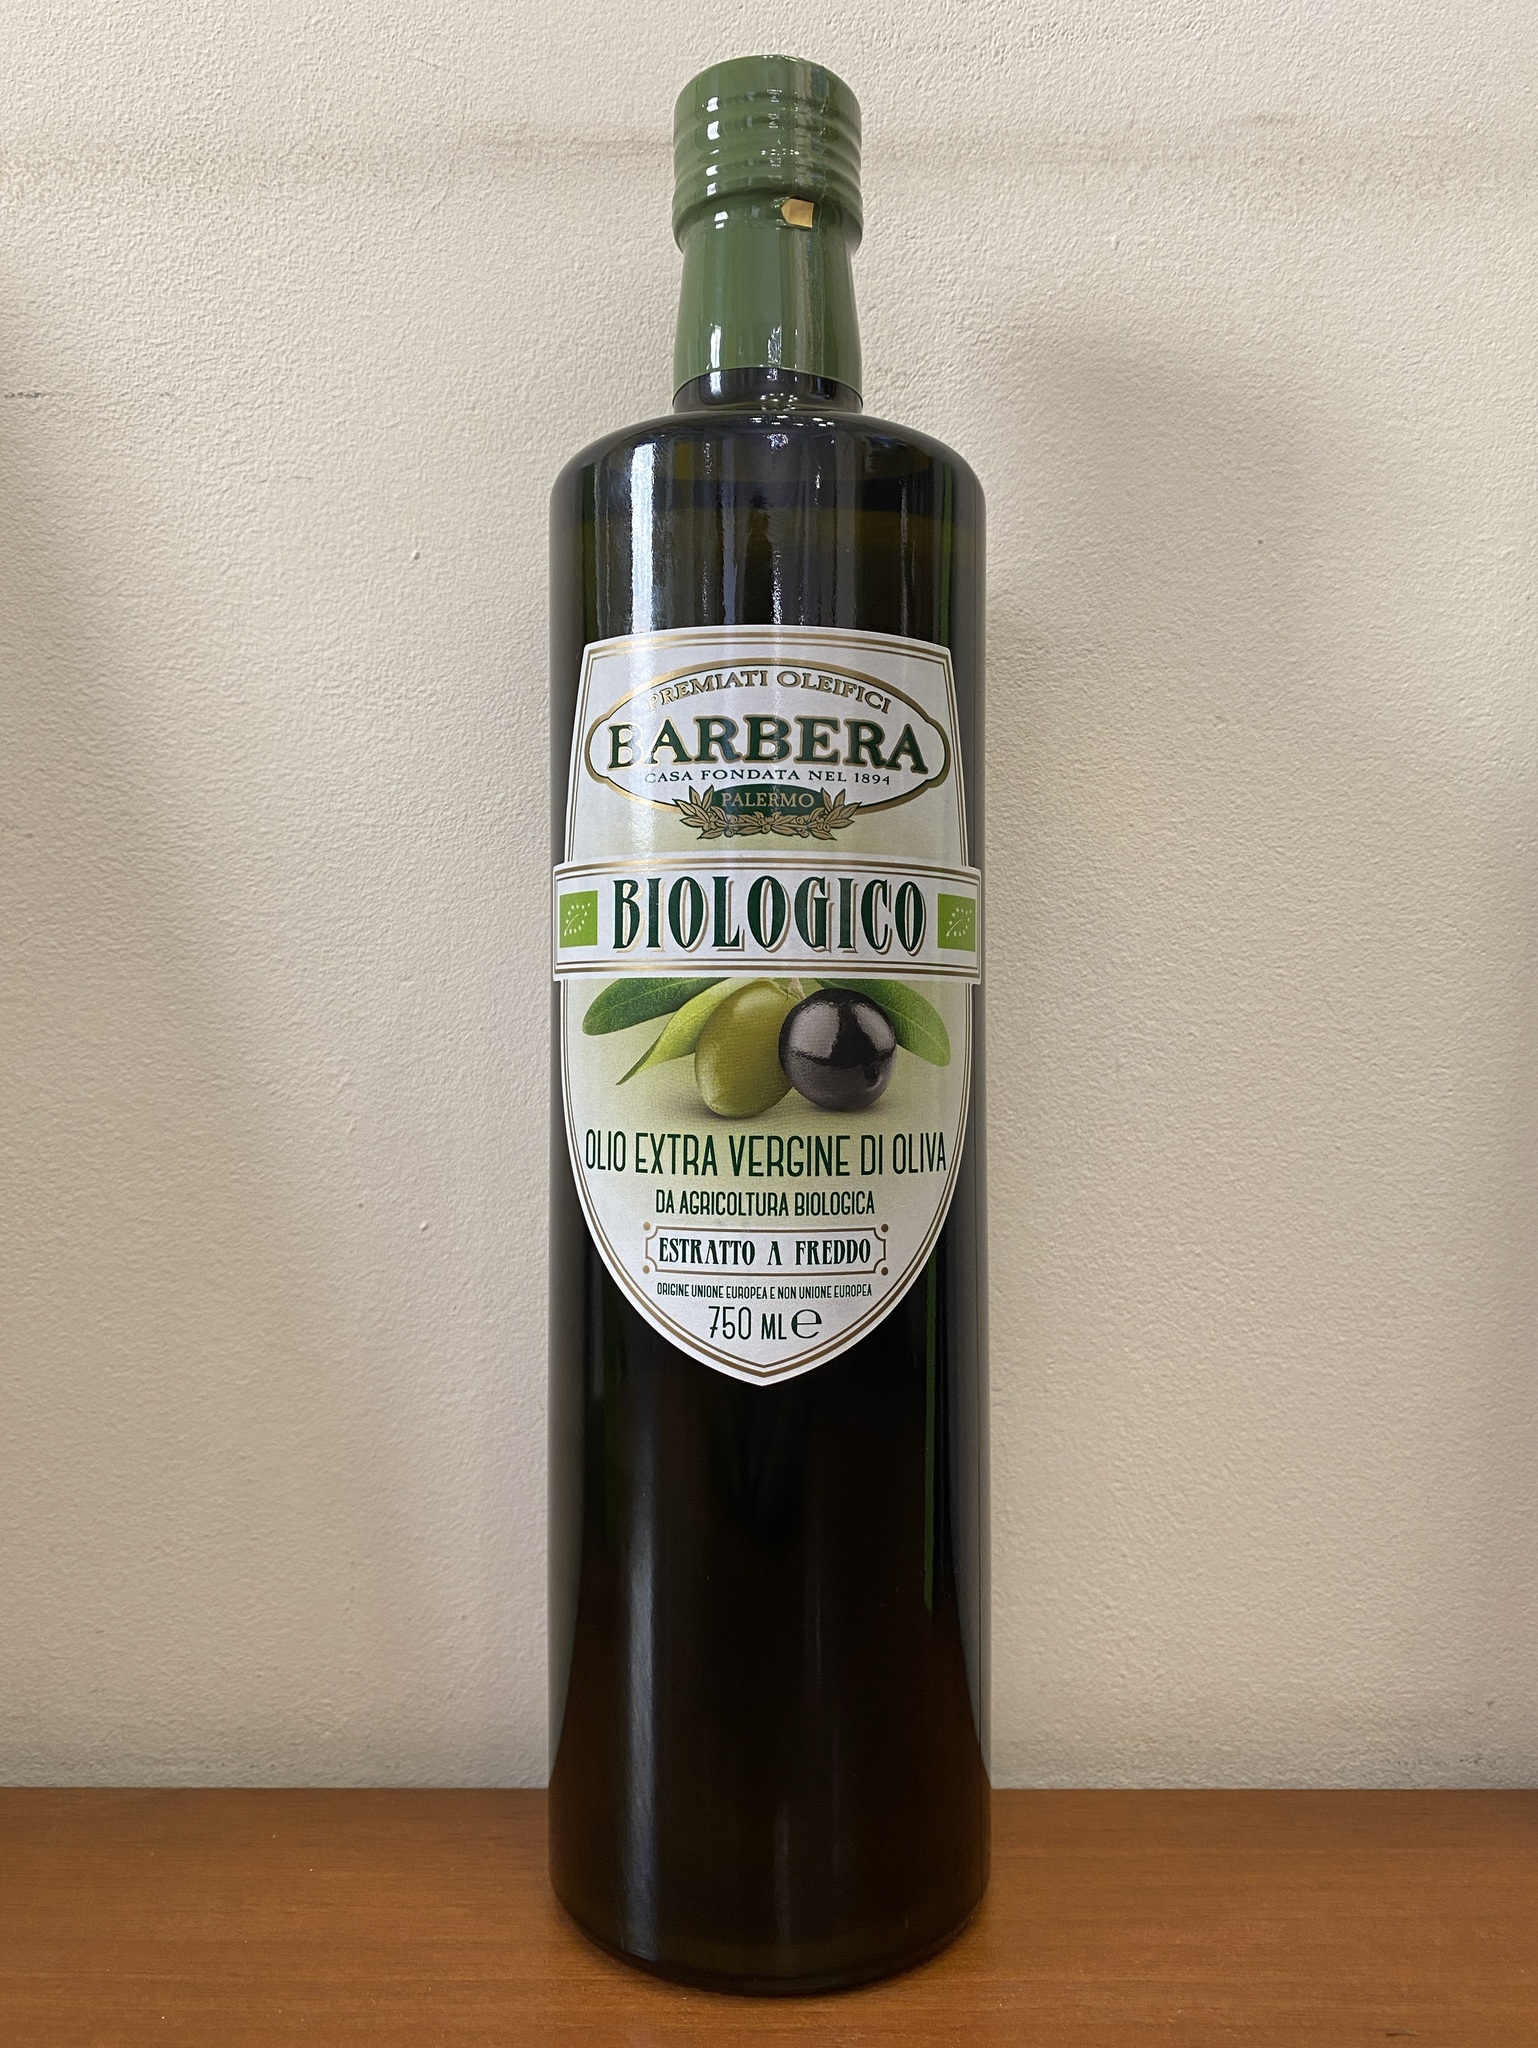 PREMIATI OLEIFICI
BARBERA
CASA FONDATA NEL 1894
PALERMO
BIOLOGICO
OLIO EXTRA VERGINE DI OLIVA
DA AGRICOLTURA BIOLOGICA
ESTRATTO A FREDDO
ORIGINE UNIONE EUROPEA E NON UNIONE EUROPEA
750 ML ℮